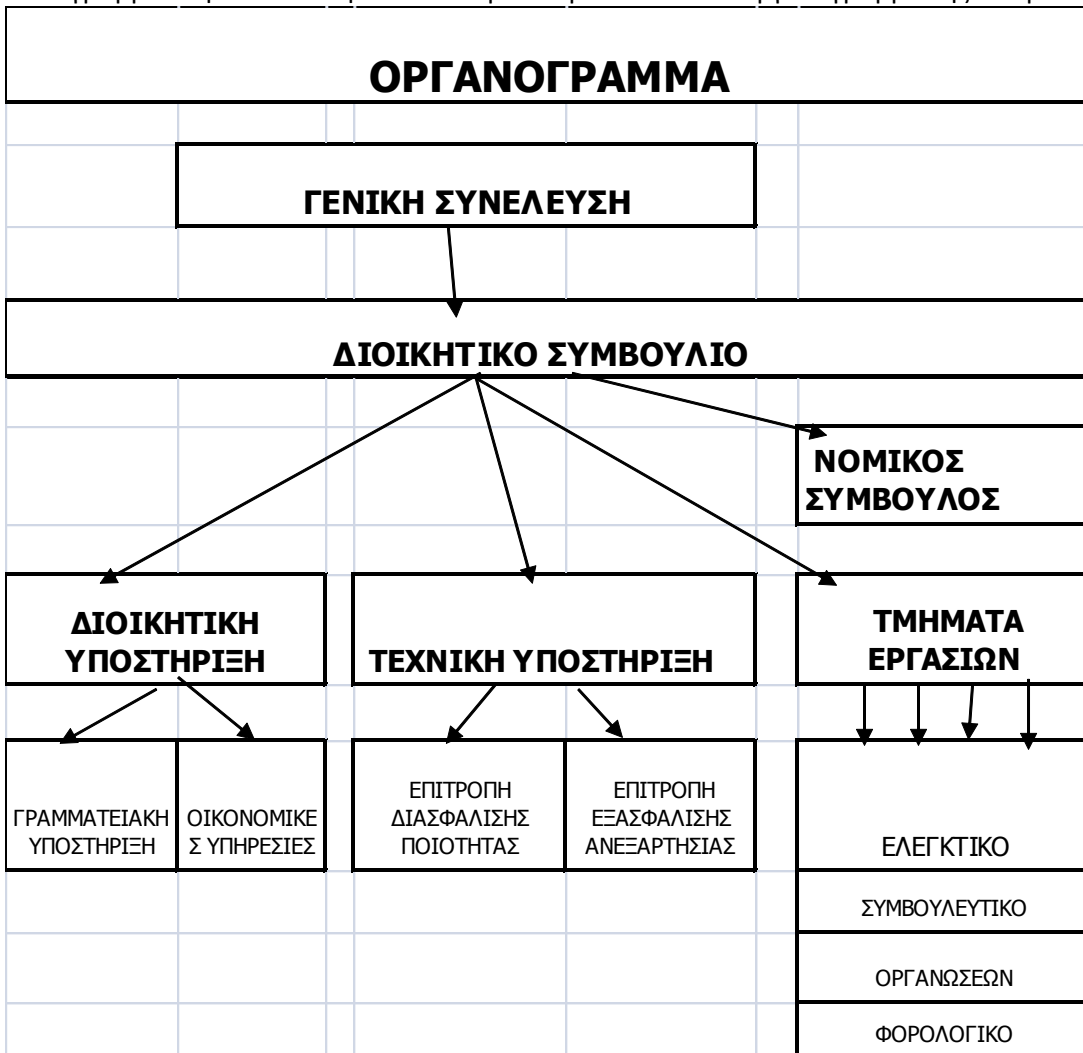 ΟΡΓΑΝΟΓΡΑΜΜΑ
ΓΕΝΙΚΗ ΣΥΝΕΛΕΥΣΗ
ΔΙΟΙΚΗΤΙΚΟ ΣΥΜΒΟΥΛΙΟ
ΝΟΜΙΚΟΣ
ΣΥΜΒΟΥΛΟΣ
ΔΙΟΙΚΗΤΙΚΗ
ΥΠΟΣΤΗΡΙΞΗ
ΤΕΧΝΙΚΗ ΥΠΟΣΤΗΡΙΞΗ
ΤΜΗΜΑΤΑ
ΕΡΓΑΣΙΩΝ
ΓΡΑΜΜΑΤΕΙΑΚΗ
ΥΠΟΣΤΗΡΙΞΗ
ΟΙΚΟΝΟΜΙΚΕ
Σ ΥΠΗΡΕΣΙΕΣ
ΕΠΙΤΡΟΠΗ
ΔΙΑΣΦΑΛΙΣΗΣ
ΠΟΙΟΤΗΤΑΣ
ΕΠΙΤΡΟΠΗ
ΕΞΑΣΦΑΛΙΣΗΣ
ΑΝΕΞΑΡΤΗΣΙΑΣ
ΕΛΕΓΚΤΙΚΟ
ΣΥΜΒΟΥΛΕΥΤΙΚΟ
ΟΡΓΑΝΩΣΕΩΝ
ΦΟΡΟΛΟΓΙΚΟ